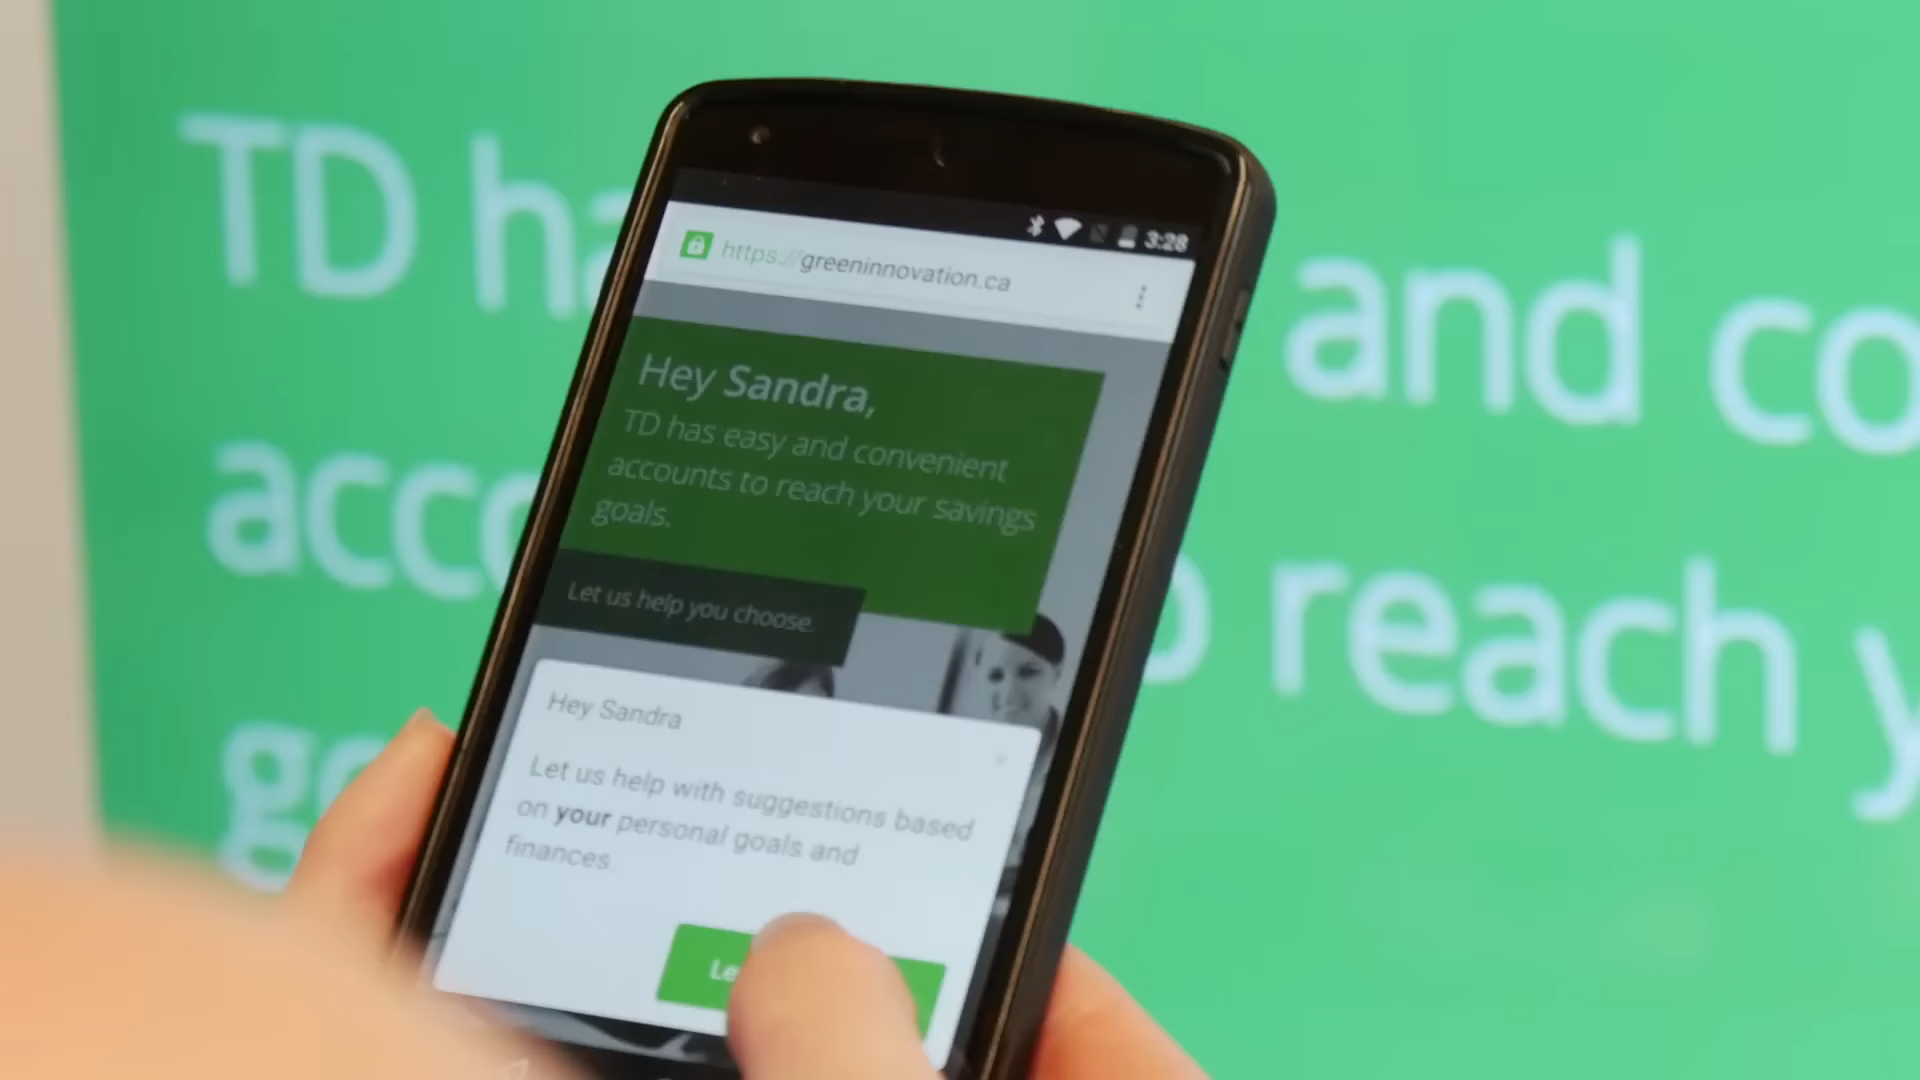 TD ha and co
acco o reach y
go
3:28
https://greeninnovation.ca
Hey Sandra,
TD has easy and convenient
accounts to reach your savings
goals.
Let us help you choose.
Hey Sandra
Let us help with suggestions based
on your personal goals and
finances
Le